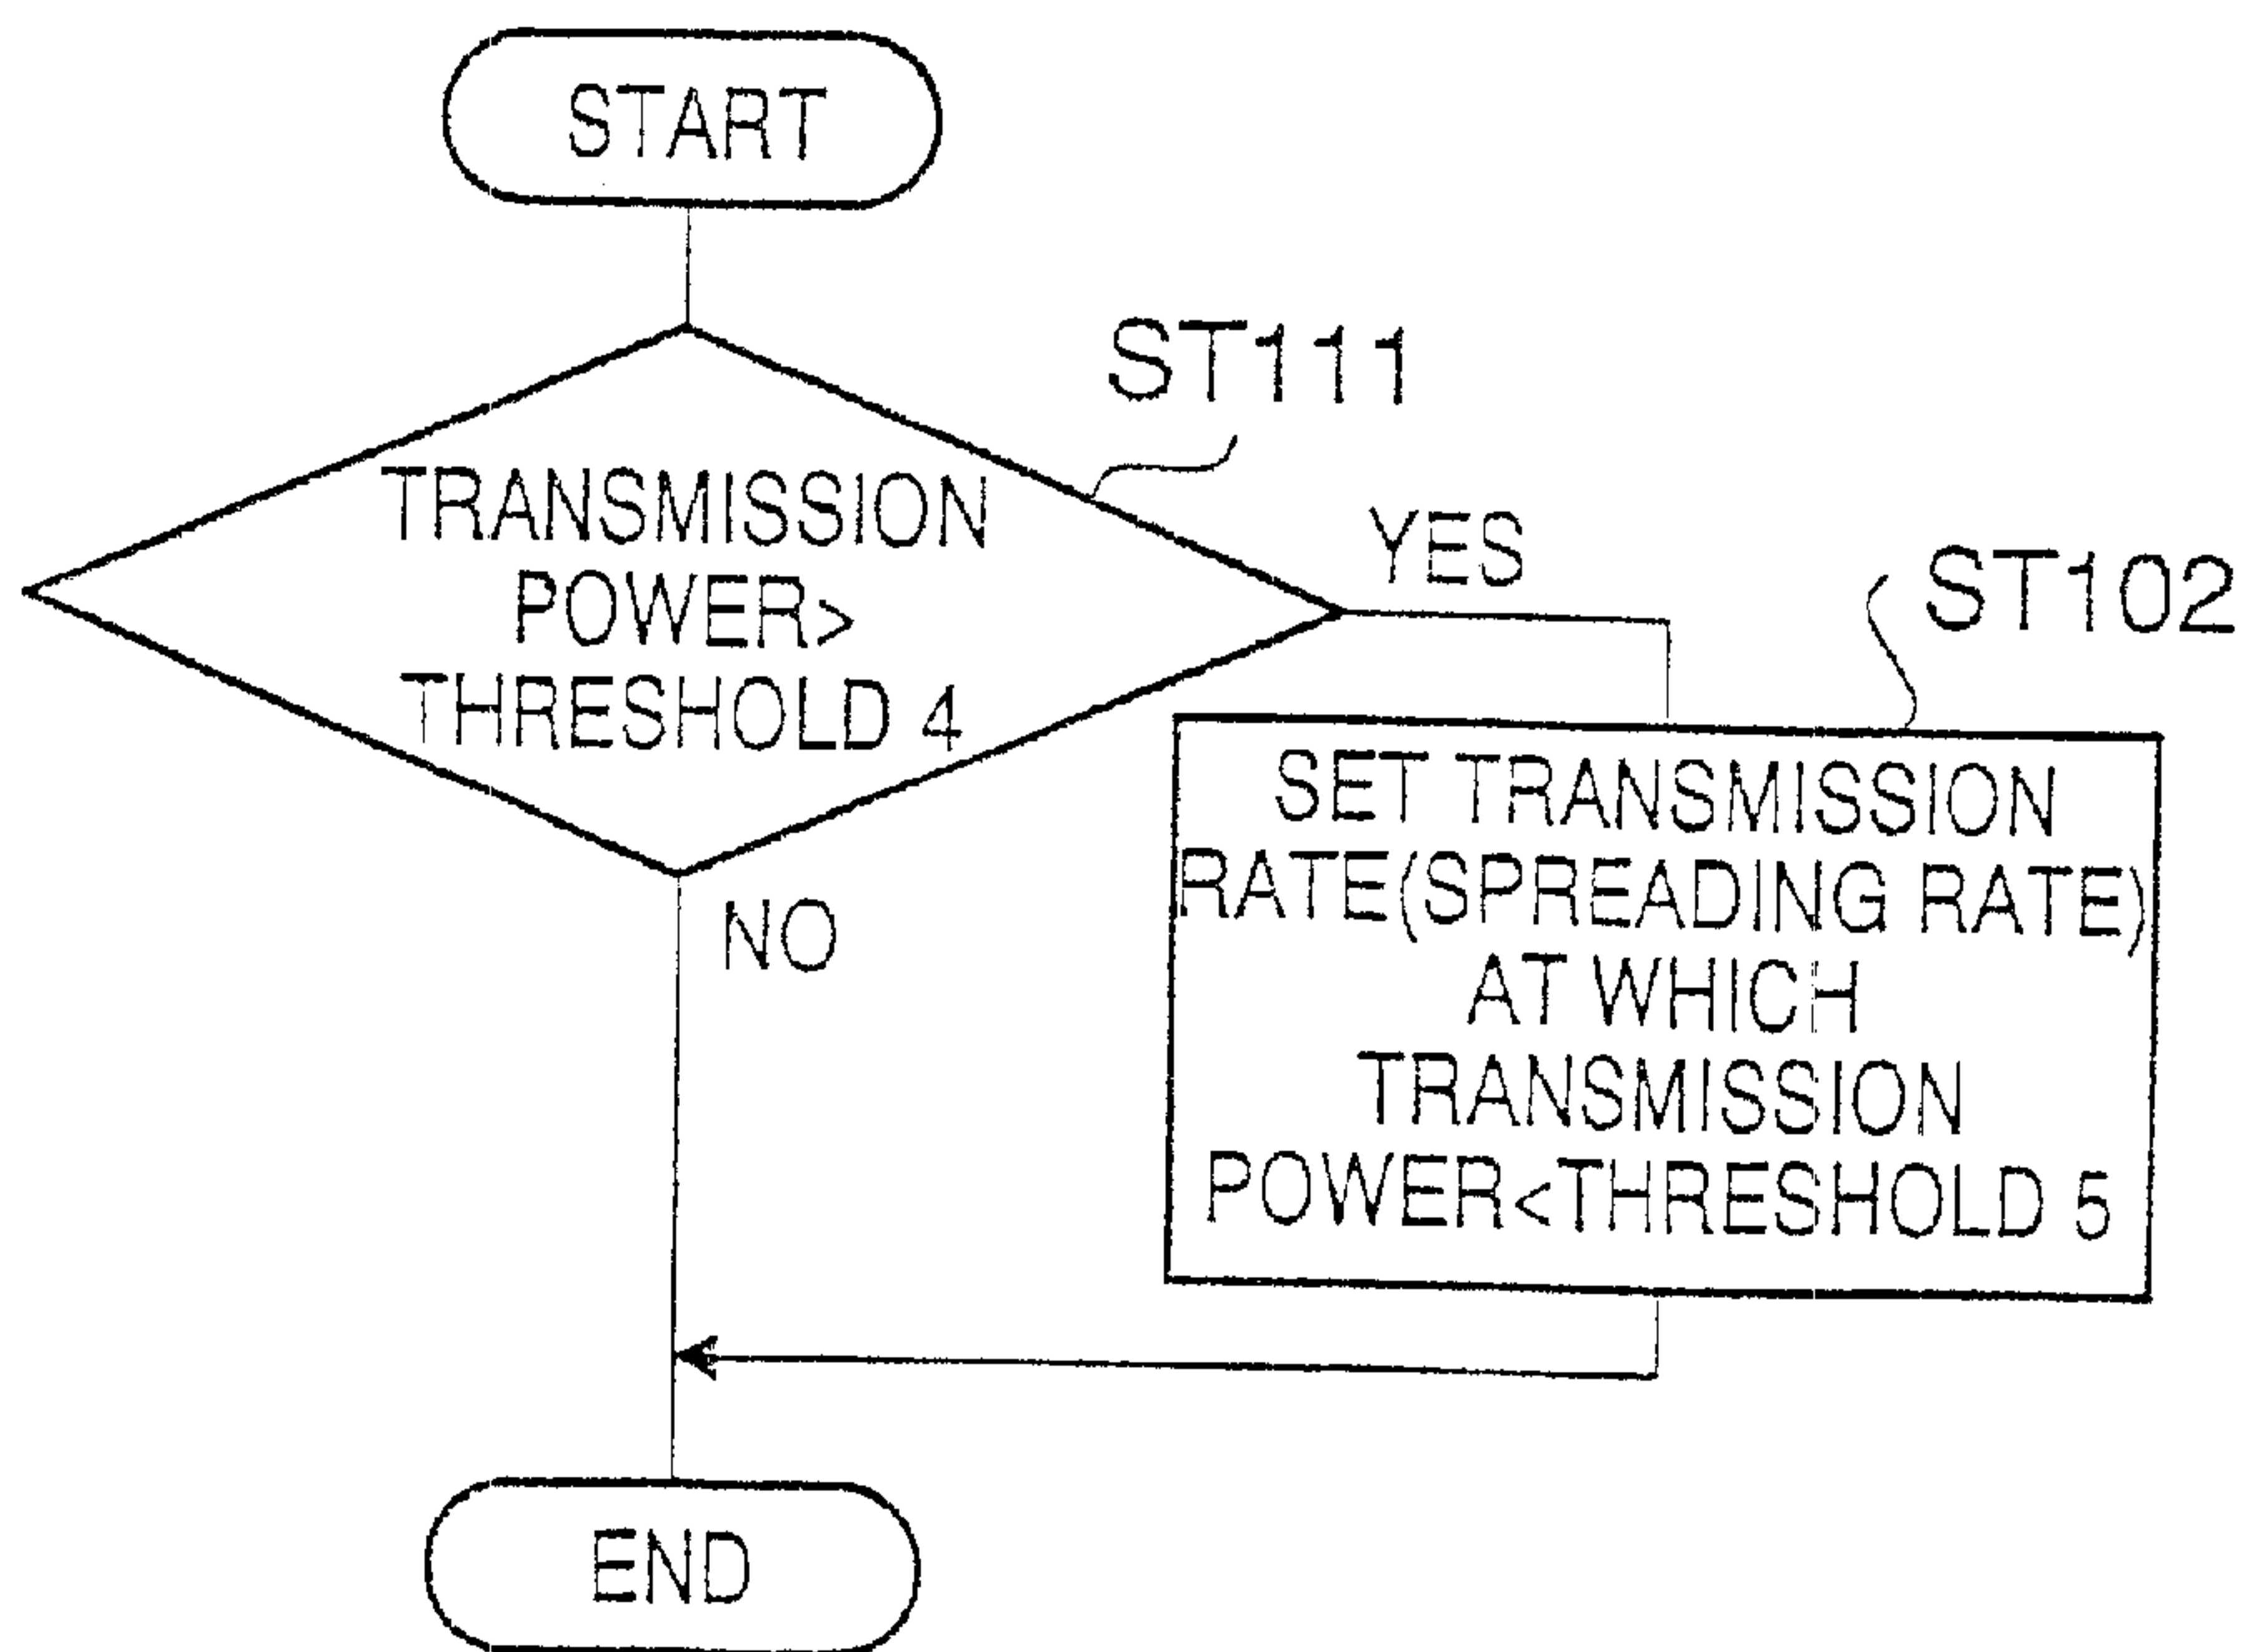 START
ST111
TRANSMISSION
POWER>
THRESHOLD 4
YES
ST102
NO
SET TRANSMISSION
RATE(SPREADING RATE)
AT WHICH
TRANSMISSION
POWER<THRESHOLD 5
END